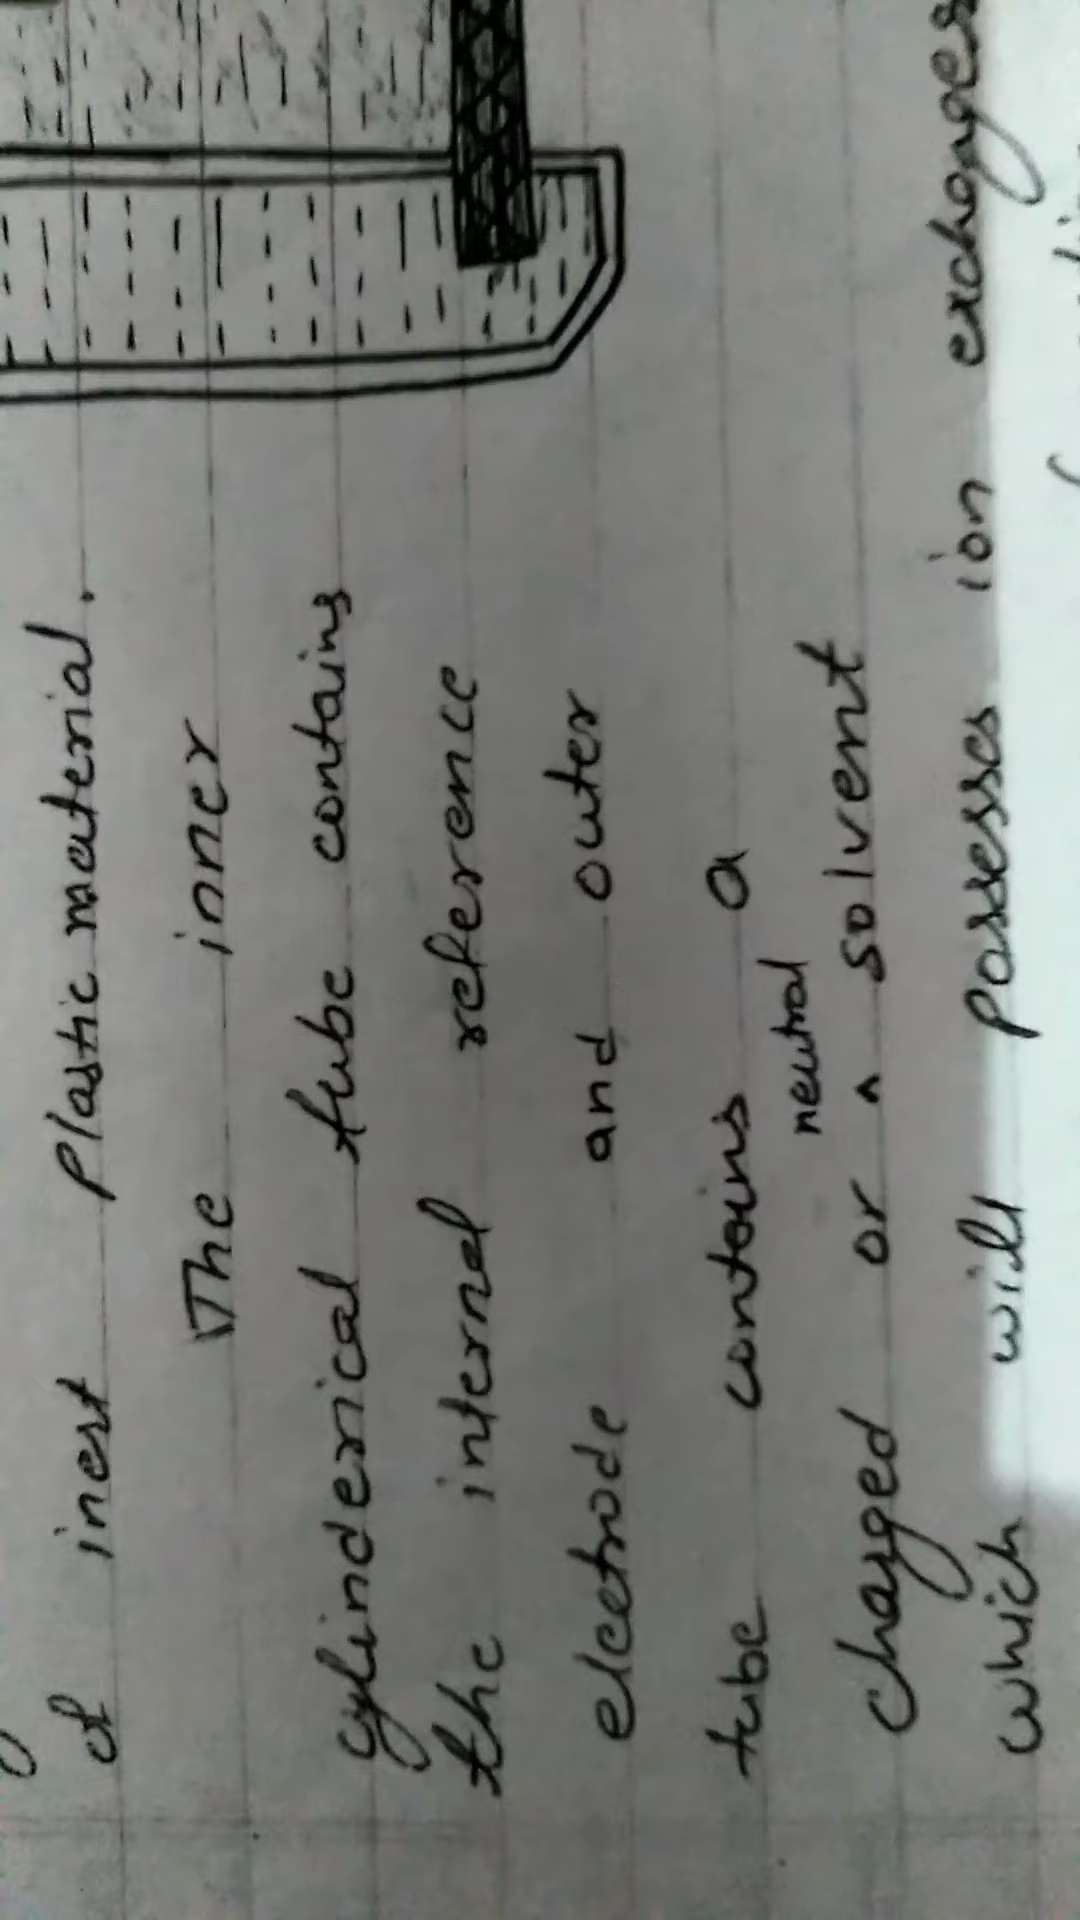 of inert plastic material.
The inner
cylinderical tube contains
the internal reference
electrode and outer
tube contains a
neutral
charged or ^ solvent
which will possesses ion exchanges